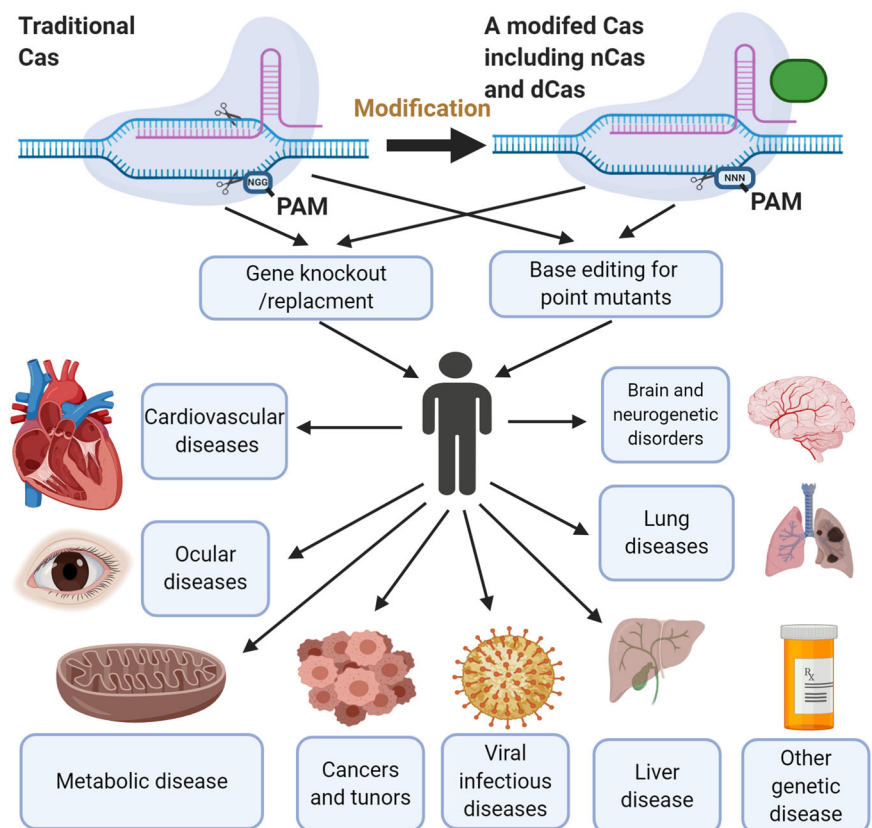 Traditional
Cas
A modifed Cas
including nCas
and dCas
Modification
NGG
PAM
NNN
PAM
Gene knockout
/replacment
Base editing for
point mutants
Cardiovascular
diseases
Brain and
neurogenetic
disorders
Ocular
diseases
Lung
diseases
Rx
Metabolic disease
Cancers
and tunors
Viral
infectious
diseases
Liver
disease
Other
genetic
disease